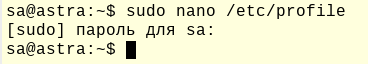 sa@astra:~$ sudo nano /etc/profile
[sudo] пароль для sa:
sa@astra:~$